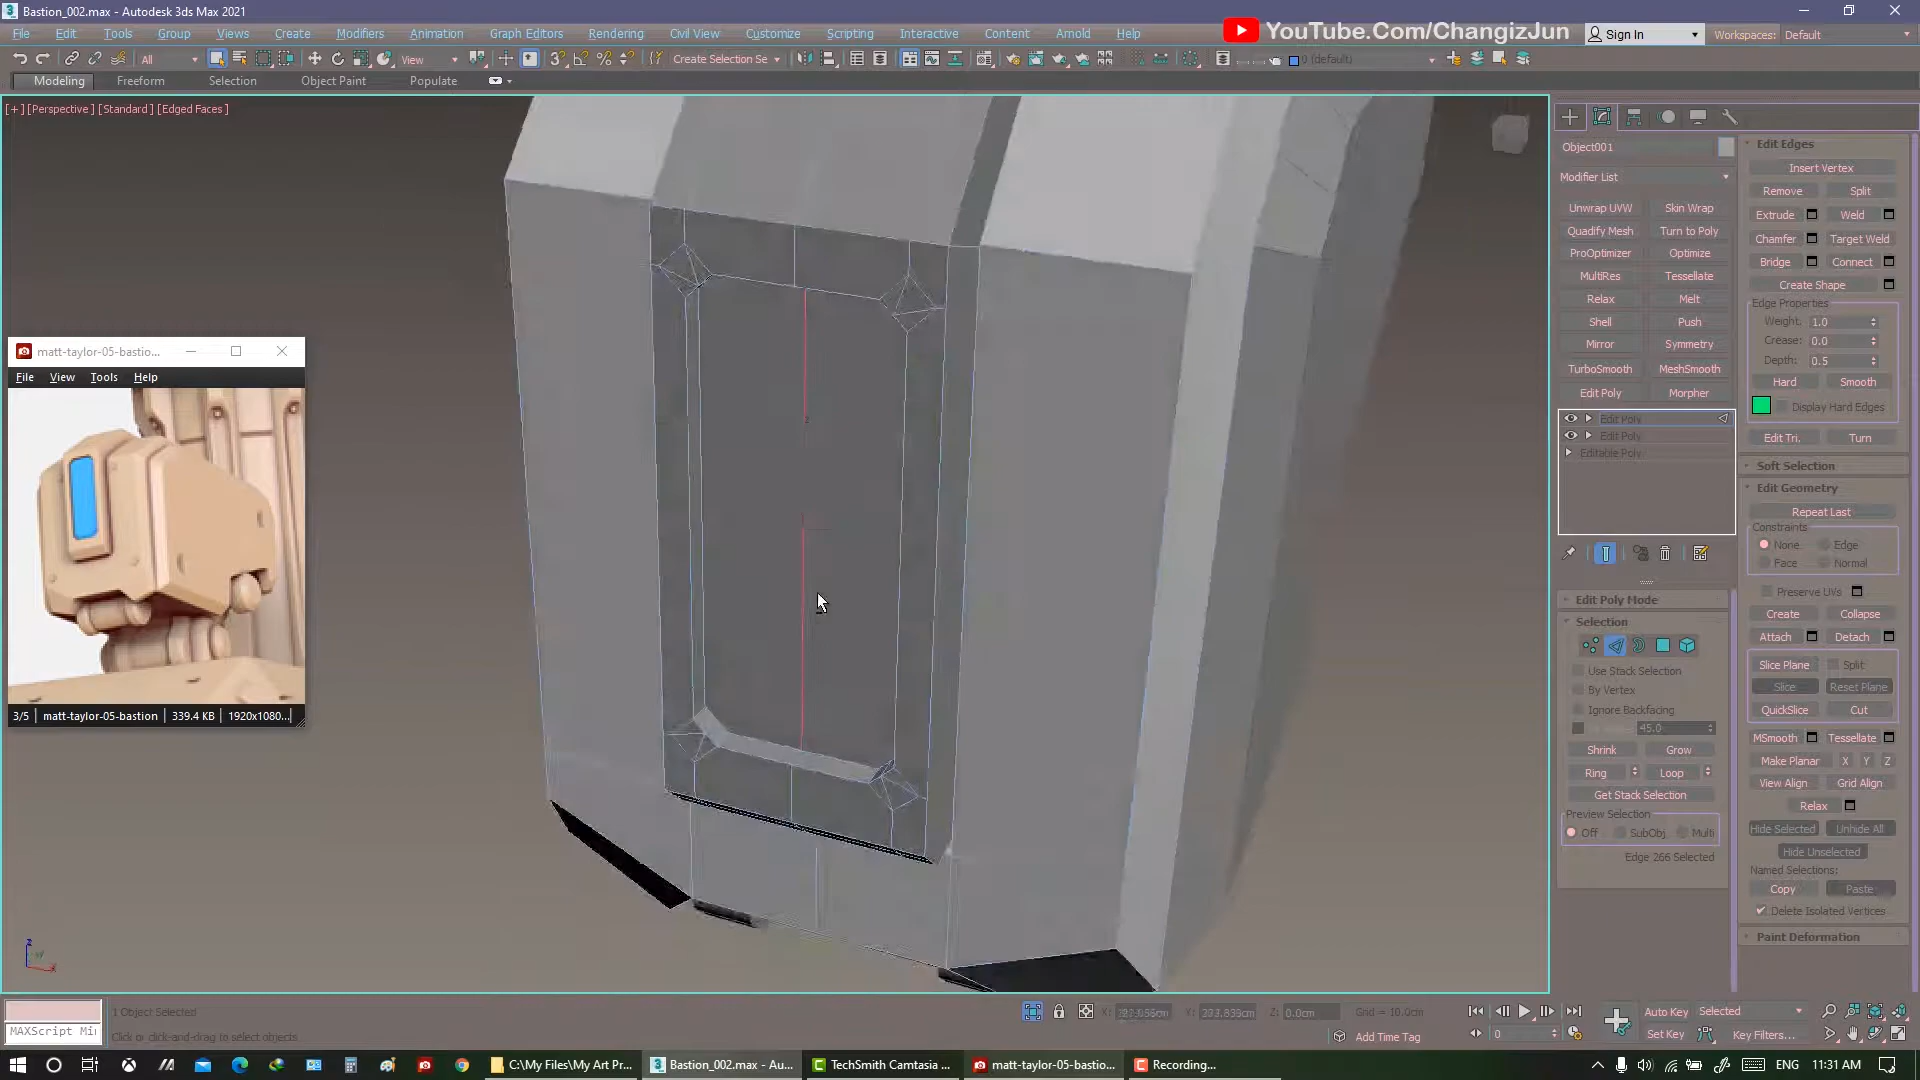 Bastion_002.max - Autodesk 3ds Max 2021
File Edit Tools Group Views Create Modifiers Animation Graph Editors Rendering Civil View Customize Scripting Interactive Content Arnold Help
YouTube.Com/ChangizJun
Sign In
Workspaces: Default
All
View
Create Selection Se
0 (default)
Modeling Freeform Selection Object Paint Populate
[+] [Perspective] [Standard] [Edged Faces]
matt-taylor-05-bastio...
File View Tools Help
3/5 matt-taylor-05-bastion 339.4 KB 1920x1080...
Object001
Modifier List
Unwrap UVW Skin Wrap
Quadify Mesh Turn to Poly
ProOptimizer Optimize
MultiRes Tessellate
Relax Melt
Shell Push
Mirror Symmetry
TurboSmooth MeshSmooth
Edit Poly Morpher
Edit Poly
Edit Poly
Editable Poly
Edit Poly Mode
Selection
Use Stack Selection
By Vertex
Ignore Backfacing
45.0
Shrink Grow
Ring Loop
Get Stack Selection
Preview Selection
Off SubObj Multi
Edge 266 Selected
Edit Edges
Insert Vertex
Remove Split
Extrude Weld
Chamfer Target Weld
Bridge Connect
Create Shape
Edge Properties
Weight: 1.0
Crease: 0.0
Depth: 0.5
Hard Smooth
Display Hard Edges
Edit Tri. Turn
Soft Selection
Edit Geometry
Repeat Last
Constraints
None Edge
Face Normal
Preserve UVs
Create Collapse
Attach Detach
Slice Plane Split
Slice Reset Plane
QuickSlice Cut
MSmooth Tessellate
Make Planar X Y Z
View Align Grid Align
Relax
Hide Selected Unhide All
Hide Unselected
Named Selections:
Copy Paste
Delete Isolated Vertices
Paint Deformation
1 Object Selected
MAXScript Mi
Click or click-and-drag to select objects
X: Y: Z: 0.0cm Grid = 10.0cm
Add Time Tag
0
Auto Key Selected
Set Key Key Filters...
C:\My Files\My Art Pr...
Bastion_002.max - Au...
TechSmith Camtasia ...
matt-taylor-05-bastio...
Recording...
ENG 11:31 AM